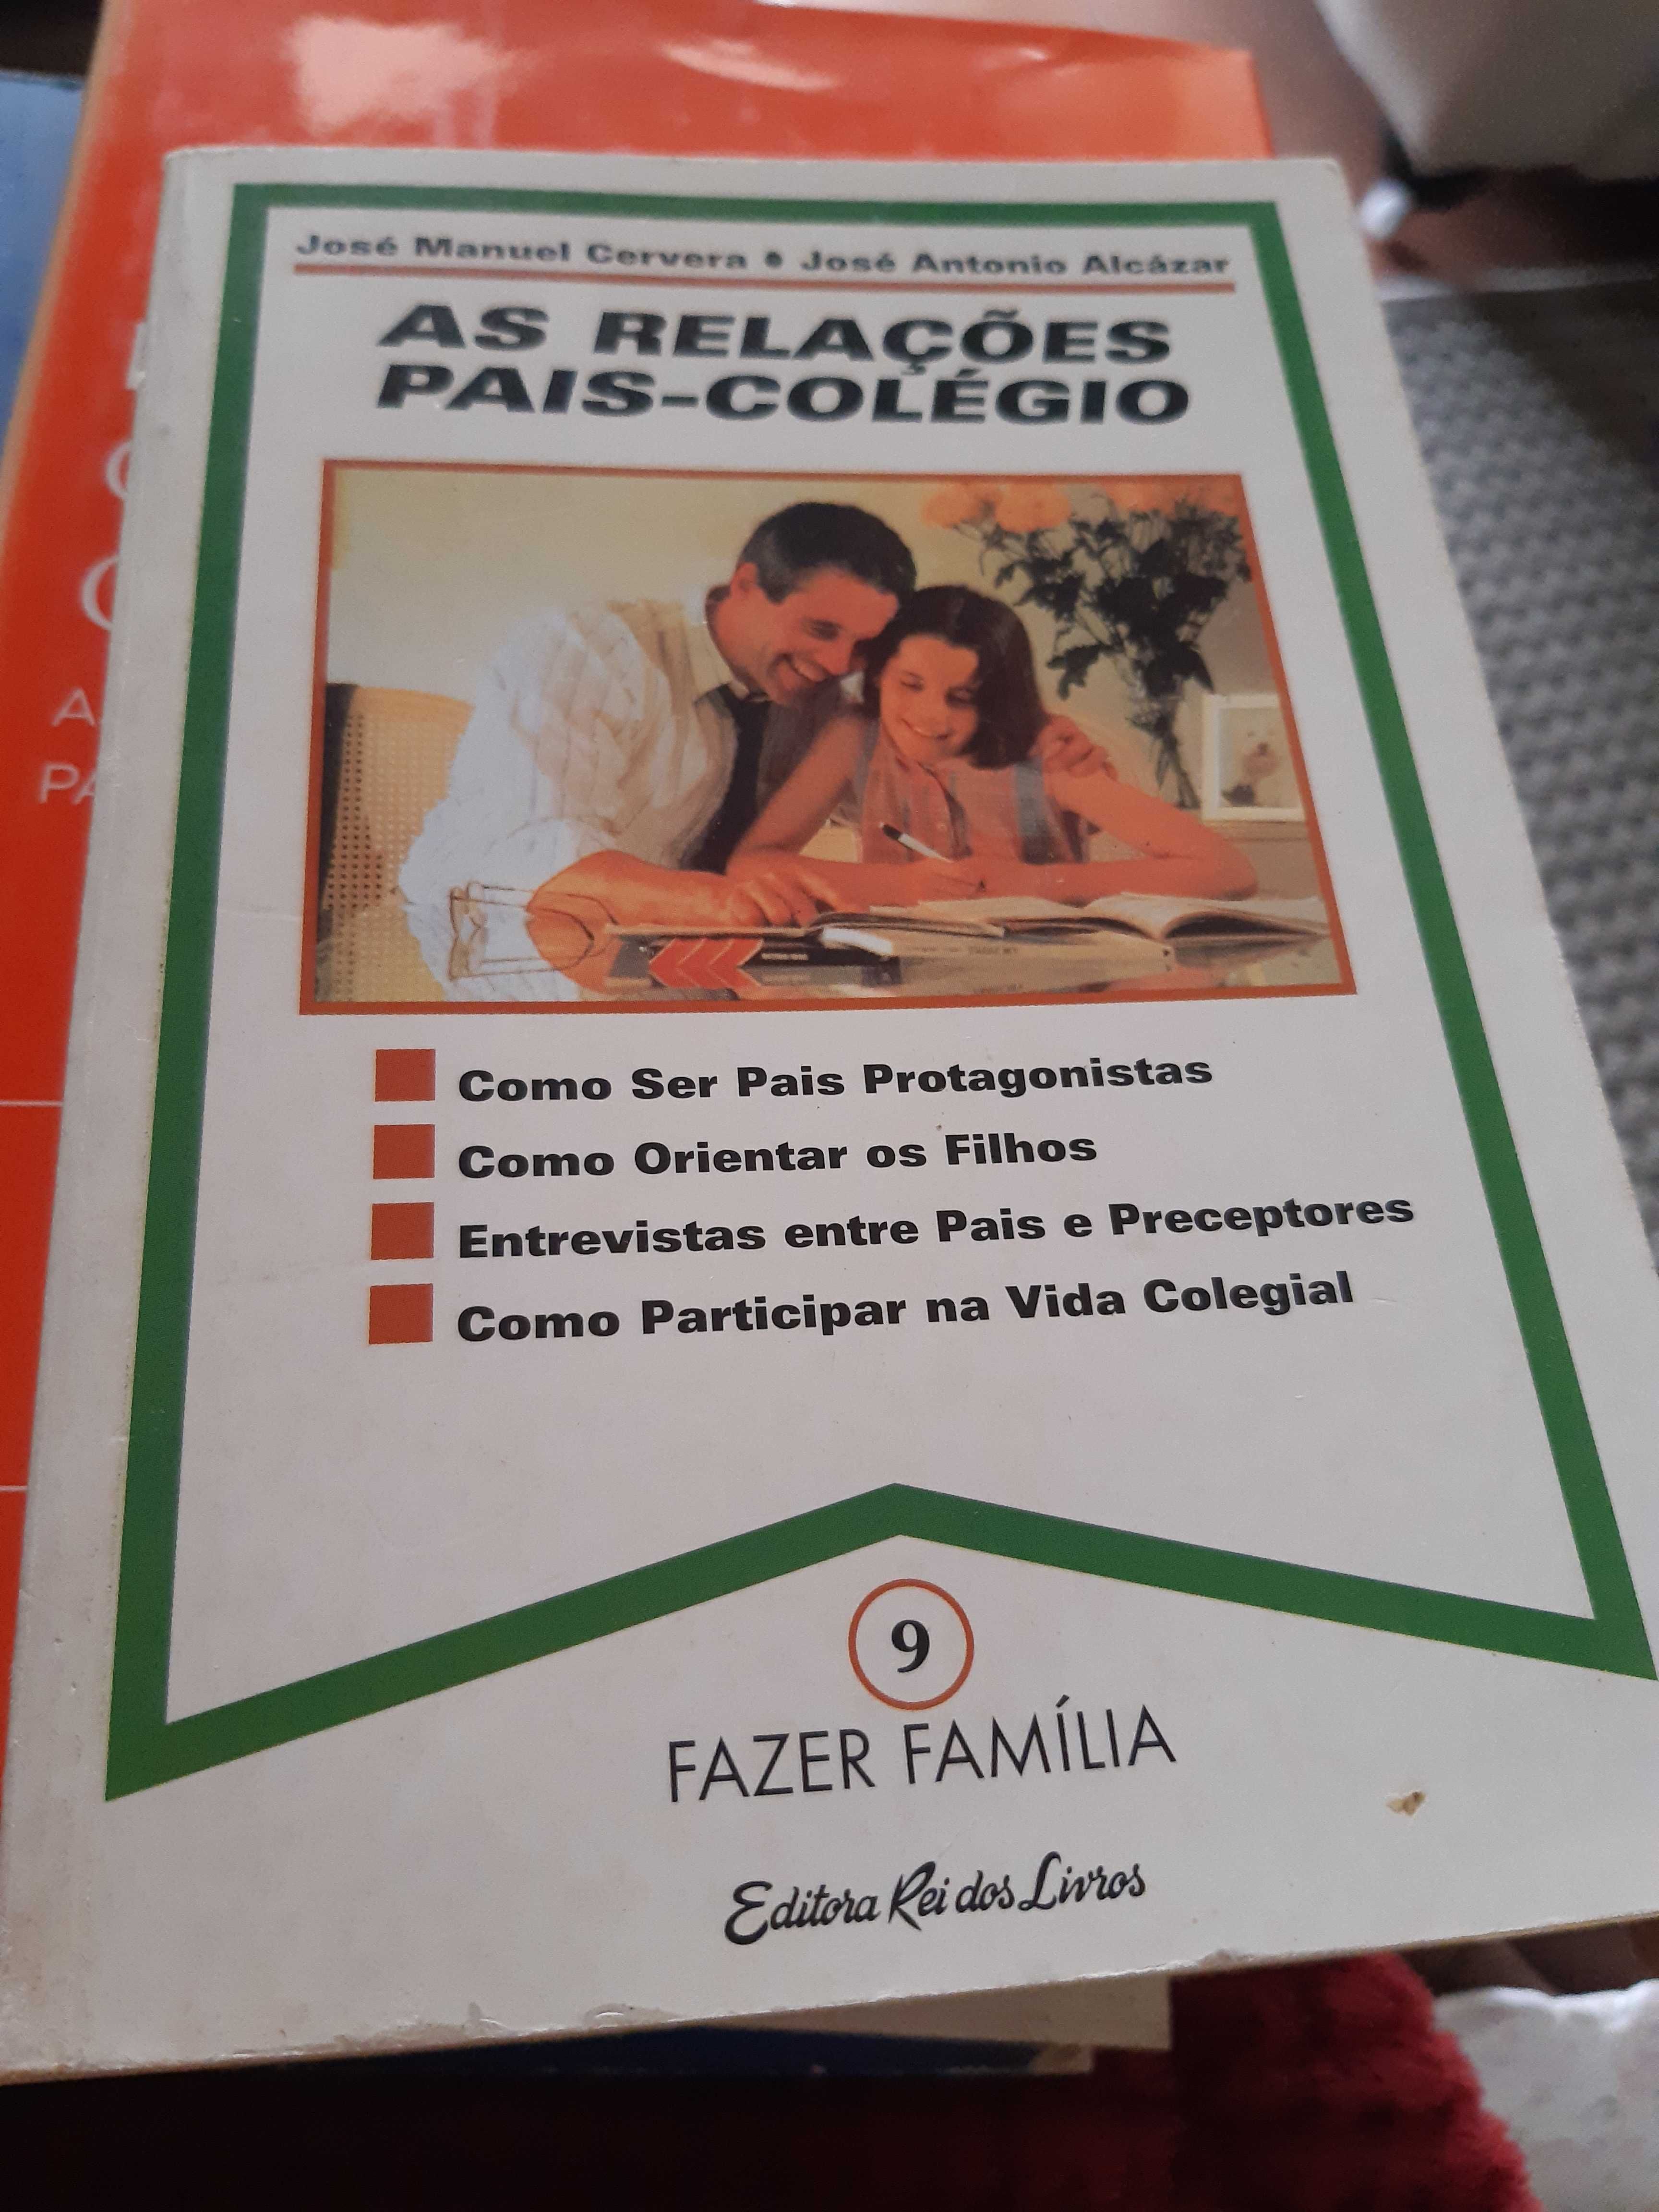 José Manuel Cervera • José Antonio Alcázar
AS RELAÇÕES
PAIS-COLÉGIO
Como Ser Pais Protagonistas
Como Orientar os Filhos
Entrevistas entre Pais e Preceptores
Como Participar na Vida Colegial
9
FAZER FAMÍLIA
Editora Rei dos Livros